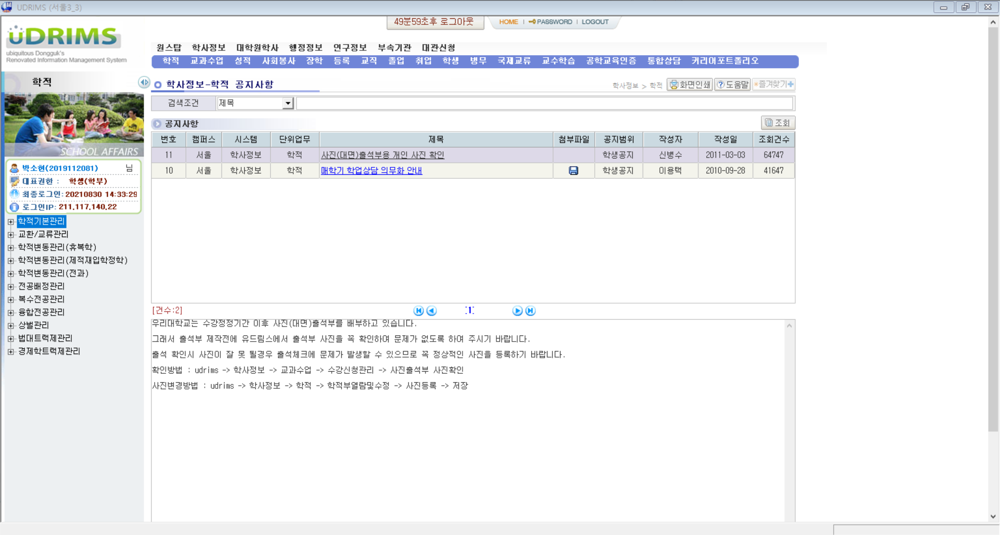 UDRIMS (서울3_3)
49분59초후 로그아웃
HOME | PASSWORD | LOGOUT
üDRIMS
ubiquitous Dongguk's
Renovated Information Management System
원스탑 학사정보 대학원학사 행정정보 연구정보 부속기관 대관신청
학적 교과수업 성적 사회봉사 장학 등록 교직 졸업 취업 학생 병무 국제교류 교수학습 공학교육인증 통합상담 커리어포트폴리오
학적
학사정보-학적 공지사항
학사정보 > 학적 화면인쇄 도움말 *즐겨찾기+
검색조건 제목
공지사항 조회
번호 캠퍼스 시스템 단위업무 제목 첨부파일 공지범위 작성자 작성일 조회건수
11 서울 학사정보 학적 사진(대면)출석부용 개인 사진 확인 학생공지 신병수 2011-03-03 64747
10 서울 학사정보 학적 매학기 학업상담 의무화 안내 학생공지 이용택 2010-09-28 41647
SCHOOL AFFAIRS
박소현(2019112081) 님
대표권한 : 학생(학부)
최종로그인: 20210830 14:33:29
로그인IP: 211.117.140.22
학적기본관리
교환/교류관리
학적변동관리(휴복학)
학적변동관리(제적재입학정학)
학적변동관리(전과)
전공배정관리
복수전공관리
융합전공관리
상벌관리
법대트랙제관리
경제학트랙제관리
[건수:2] [1]
우리대학교는 수강정정기간 이후 사진(대면)출석부를 배부하고 있습니다.
그래서 출석부 제작전에 유드림스에서 출석부 사진을 꼭 확인하여 문제가 없도록 하여 주시기 바랍니다.
출석 확인시 사진이 잘 못 될경우 출석체크에 문제가 발생할 수 있으므로 꼭 정상적인 사진을 등록하기 바랍니다.
확인방법 : udrims -> 학사정보 -> 교과수업 -> 수강신청관리 -> 사진출석부 사진확인
사진변경방법 : udrims -> 학사정보 -> 학적 -> 학적부열람및수정 -> 사진등록 -> 저장